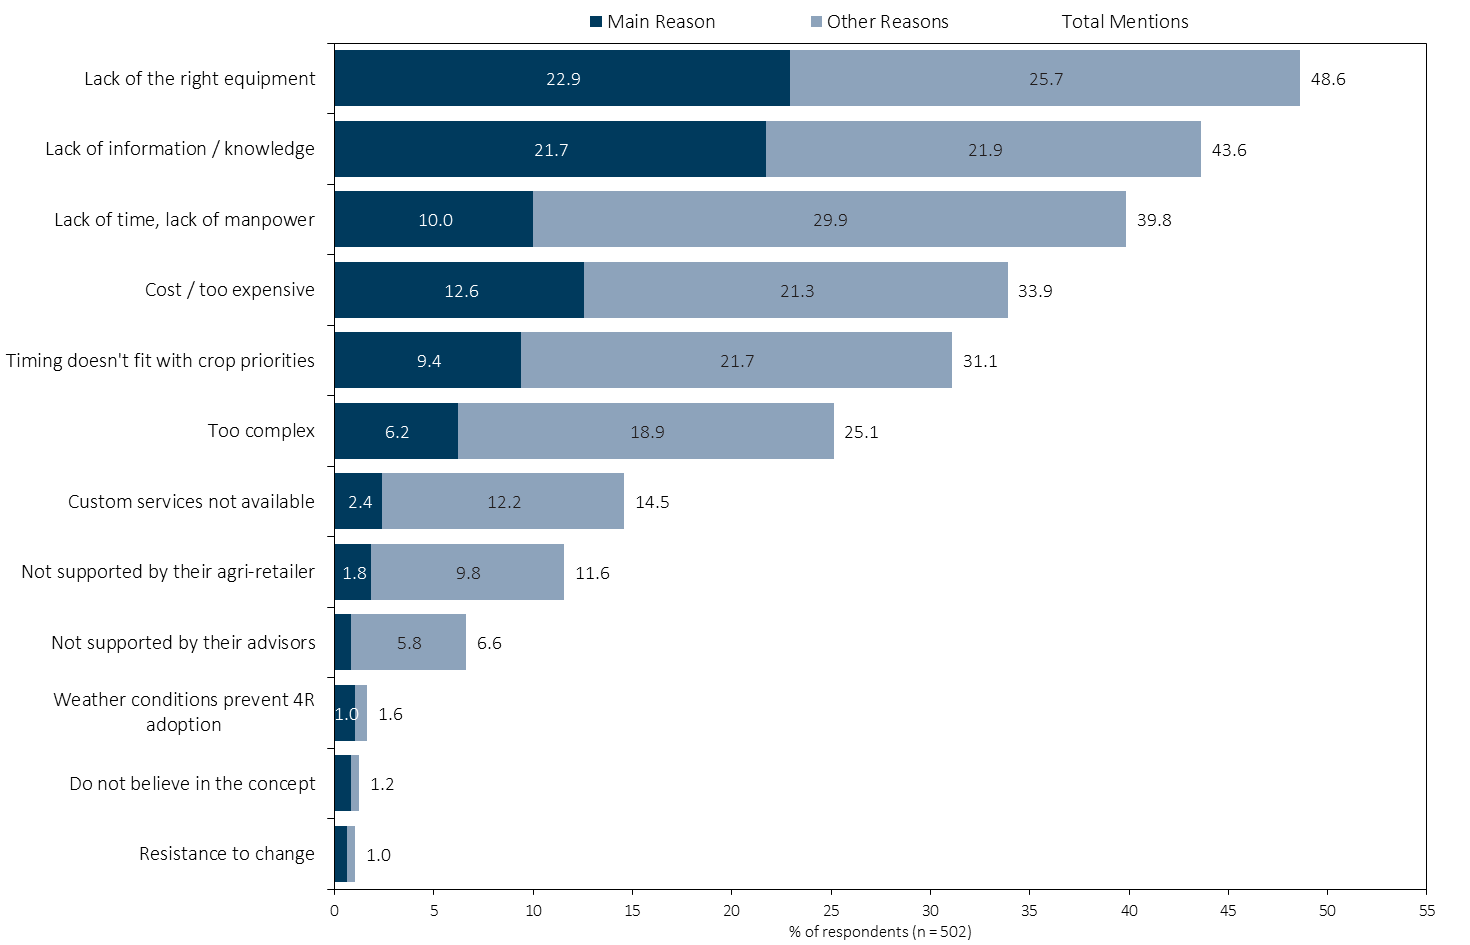 Main Reason Other Reasons Total Mentions
Lack of the right equipment 22.9 25.7 48.6
Lack of information / knowledge 21.7 21.9 43.6
Lack of time, lack of manpower 10.0 29.9 39.8
Cost / too expensive 12.6 21.3 33.9
Timing doesn't fit with crop priorities 9.4 21.7 31.1
Too complex 6.2 18.9 25.1
Custom services not available 2.4 12.2 14.5
Not supported by their agri-retailer 1.8 9.8 11.6
Not supported by their advisors 5.8 6.6
Weather conditions prevent 4R
adoption 1.0 1.6
Do not believe in the concept 1.2
Resistance to change 1.0
0 5 10 15 20 25 30 35 40 45 50 55
% of respondents (n = 502)